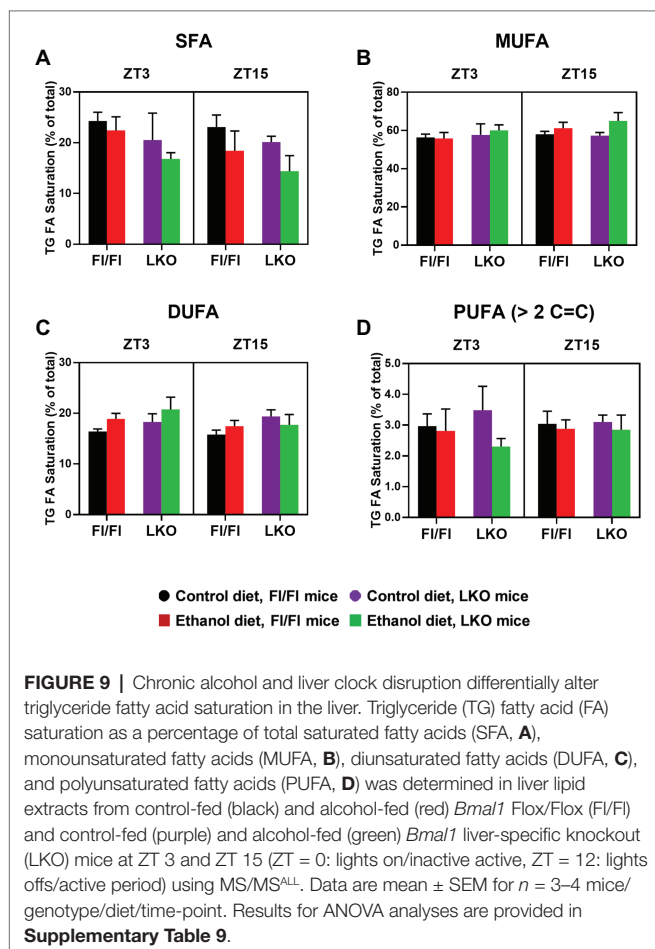 SFA
A
ZT3 ZT15
TG FA Saturation (% of total)
30
20
10
0
Fl/Fl LKO Fl/Fl LKO
MUFA
B
ZT3 ZT15
TG FA Saturation (% of total)
80
60
40
20
0
Fl/Fl LKO Fl/Fl LKO
DUFA
C
ZT3 ZT15
TG FA Saturation (% of total)
30
20
10
0
Fl/Fl LKO Fl/Fl LKO
PUFA (> 2 C=C)
D
ZT3 ZT15
TG FA Saturation (% of total)
5.0
4.0
3.0
2.0
1.0
0.0
Fl/Fl LKO Fl/Fl LKO
Control diet, Fl/Fl mice Control diet, LKO mice
Ethanol diet, Fl/Fl mice Ethanol diet, LKO mice
FIGURE 9 | Chronic alcohol and liver clock disruption differentially alter
triglyceride fatty acid saturation in the liver. Triglyceride (TG) fatty acid (FA)
saturation as a percentage of total saturated fatty acids (SFA, A),
monounsaturated fatty acids (MUFA, B), diunsaturated fatty acids (DUFA, C),
and polyunsaturated fatty acids (PUFA, D) was determined in liver lipid
extracts from control-fed (black) and alcohol-fed (red) Bmal1 Flox/Flox (Fl/Fl)
and control-fed (purple) and alcohol-fed (green) Bmal1 liver-specific knockout
(LKO) mice at ZT 3 and ZT 15 (ZT = 0: lights on/inactive active, ZT = 12: lights
offs/active period) using MS/MSALL. Data are mean ± SEM for n = 3–4 mice/
genotype/diet/time-point. Results for ANOVA analyses are provided in
Supplementary Table 9.